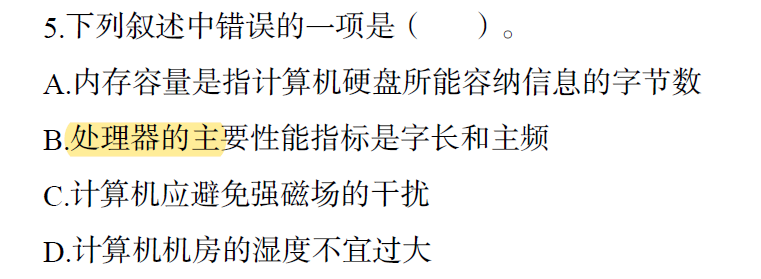 5.下列叙述中错误的一项是（　　）。
A.内存容量是指计算机硬盘所能容纳信息的字节数
B.处理器的主要性能指标是字长和主频
C.计算机应避免强磁场的干扰
D.计算机机房的湿度不宜过大